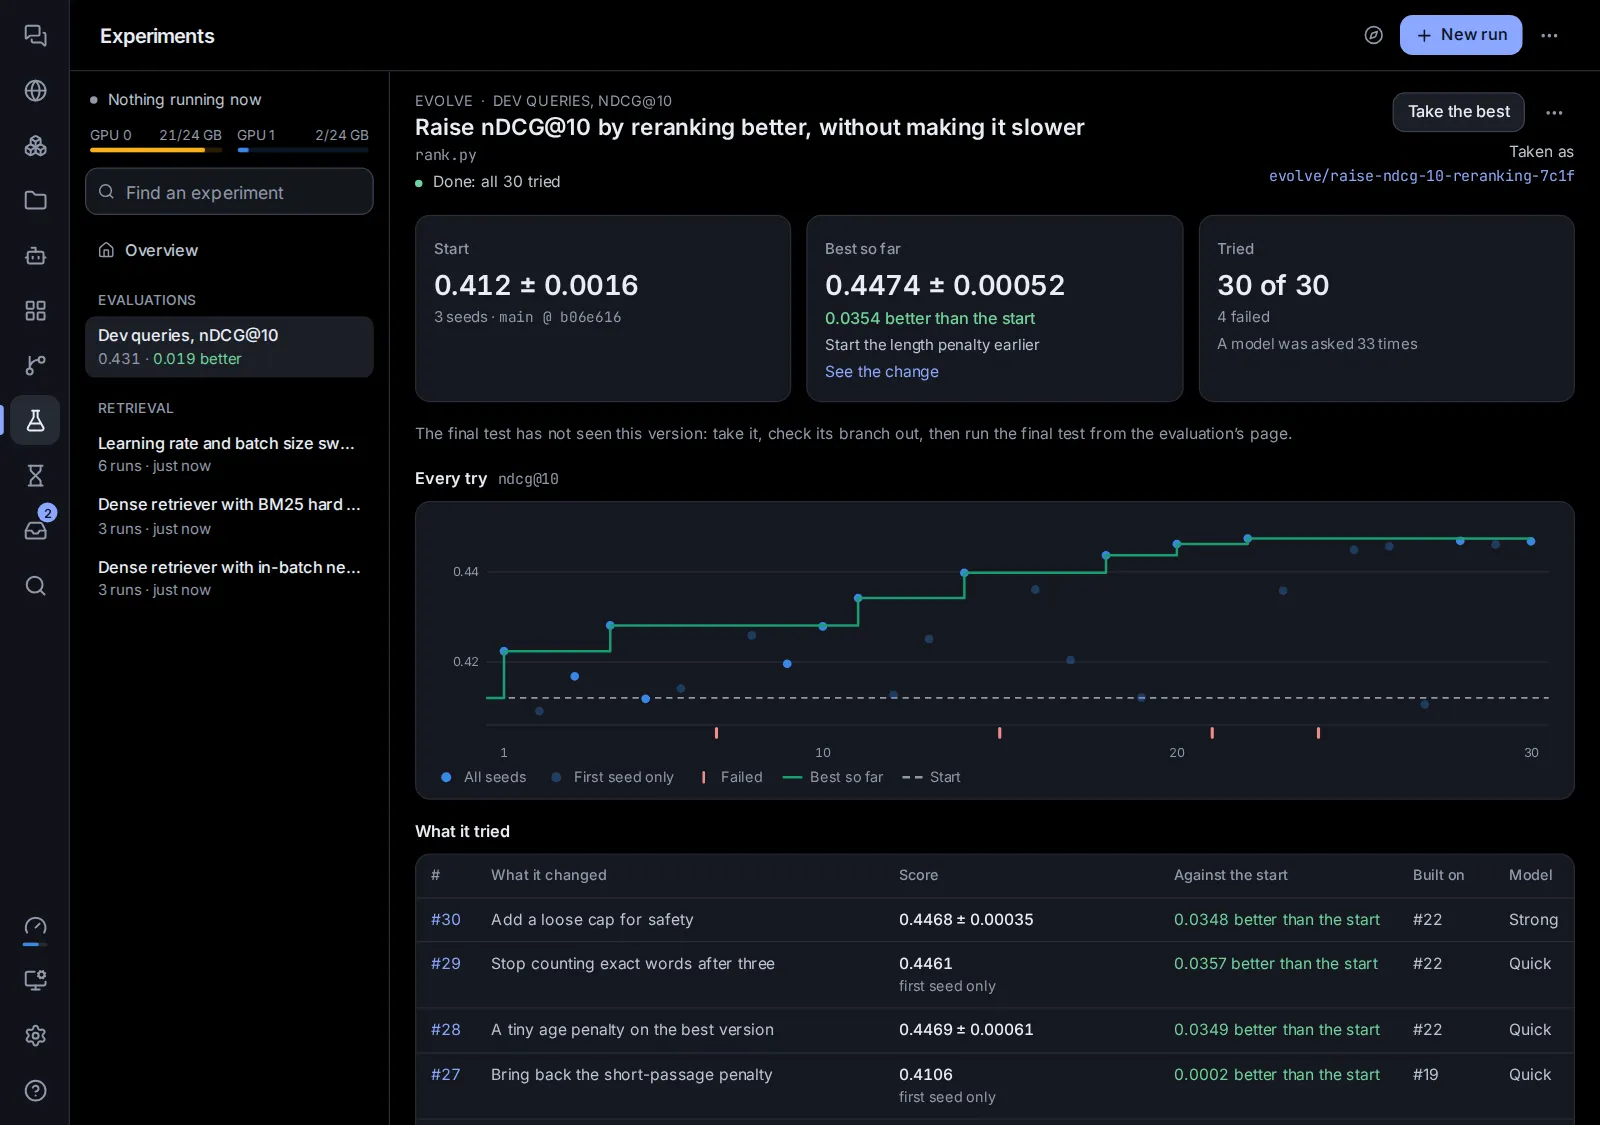 Experiments
New run
Nothing running now
GPU 0 21/24 GB GPU 1 2/24 GB
Find an experiment
Overview
EVALUATIONS
Dev queries, nDCG@10
0.431 · 0.019 better
RETRIEVAL
Learning rate and batch size sw...
6 runs · just now
Dense retriever with BM25 hard ...
3 runs · just now
Dense retriever with in-batch ne...
3 runs · just now
2
EVOLVE · DEV QUERIES, NDCG@10
Raise nDCG@10 by reranking better, without making it slower
rank.py
Done: all 30 tried
Take the best
Taken as
evolve/raise-ndcg-10-reranking-7c1f
Start
0.412 ± 0.0016
3 seeds · main @ b06e616
Best so far
0.4474 ± 0.00052
0.0354 better than the start
Start the length penalty earlier
See the change
Tried
30 of 30
4 failed
A model was asked 33 times
The final test has not seen this version: take it, check its branch out, then run the final test from the evaluation's page.
Every try ndcg@10
0.44
0.42
1 10 20 30
All seeds First seed only Failed Best so far Start
What it tried
# What it changed Score Against the start Built on Model
#30 Add a loose cap for safety 0.4468 ± 0.00035 0.0348 better than the start #22 Strong
#29 Stop counting exact words after three 0.4461 0.0357 better than the start #22 Quick
first seed only
#28 A tiny age penalty on the best version 0.4469 ± 0.00061 0.0349 better than the start #22 Quick
#27 Bring back the short-passage penalty 0.4106 0.0002 better than the start #19 Quick
first seed only